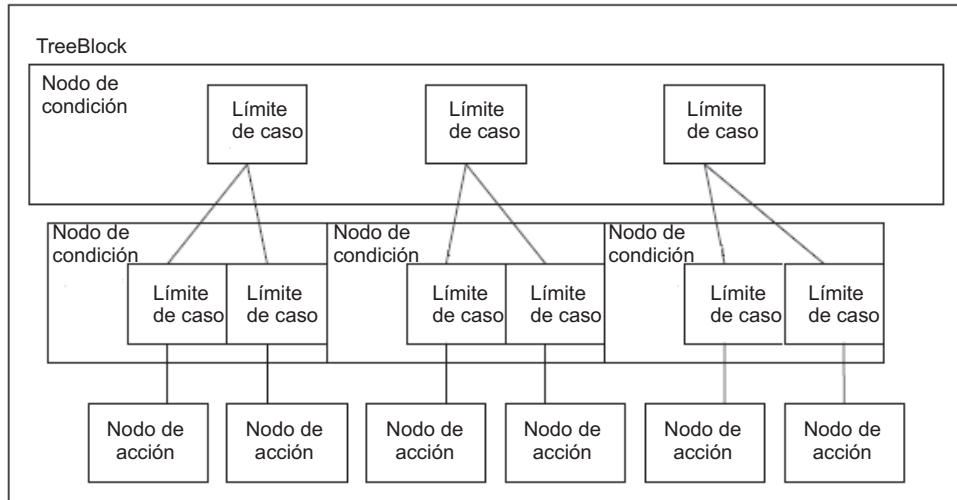 TreeBlock
Nodo de
condición
Límite
de caso
Límite
de caso
Límite
de caso
Nodo de
condición
Nodo de
condición
Nodo de
condición
Límite
de caso
Límite
de caso
Límite
de caso
Límite
de caso
Límite
de caso
Límite
de caso
Nodo de
acción
Nodo de
acción
Nodo de
acción
Nodo de
acción
Nodo de
acción
Nodo de
acción